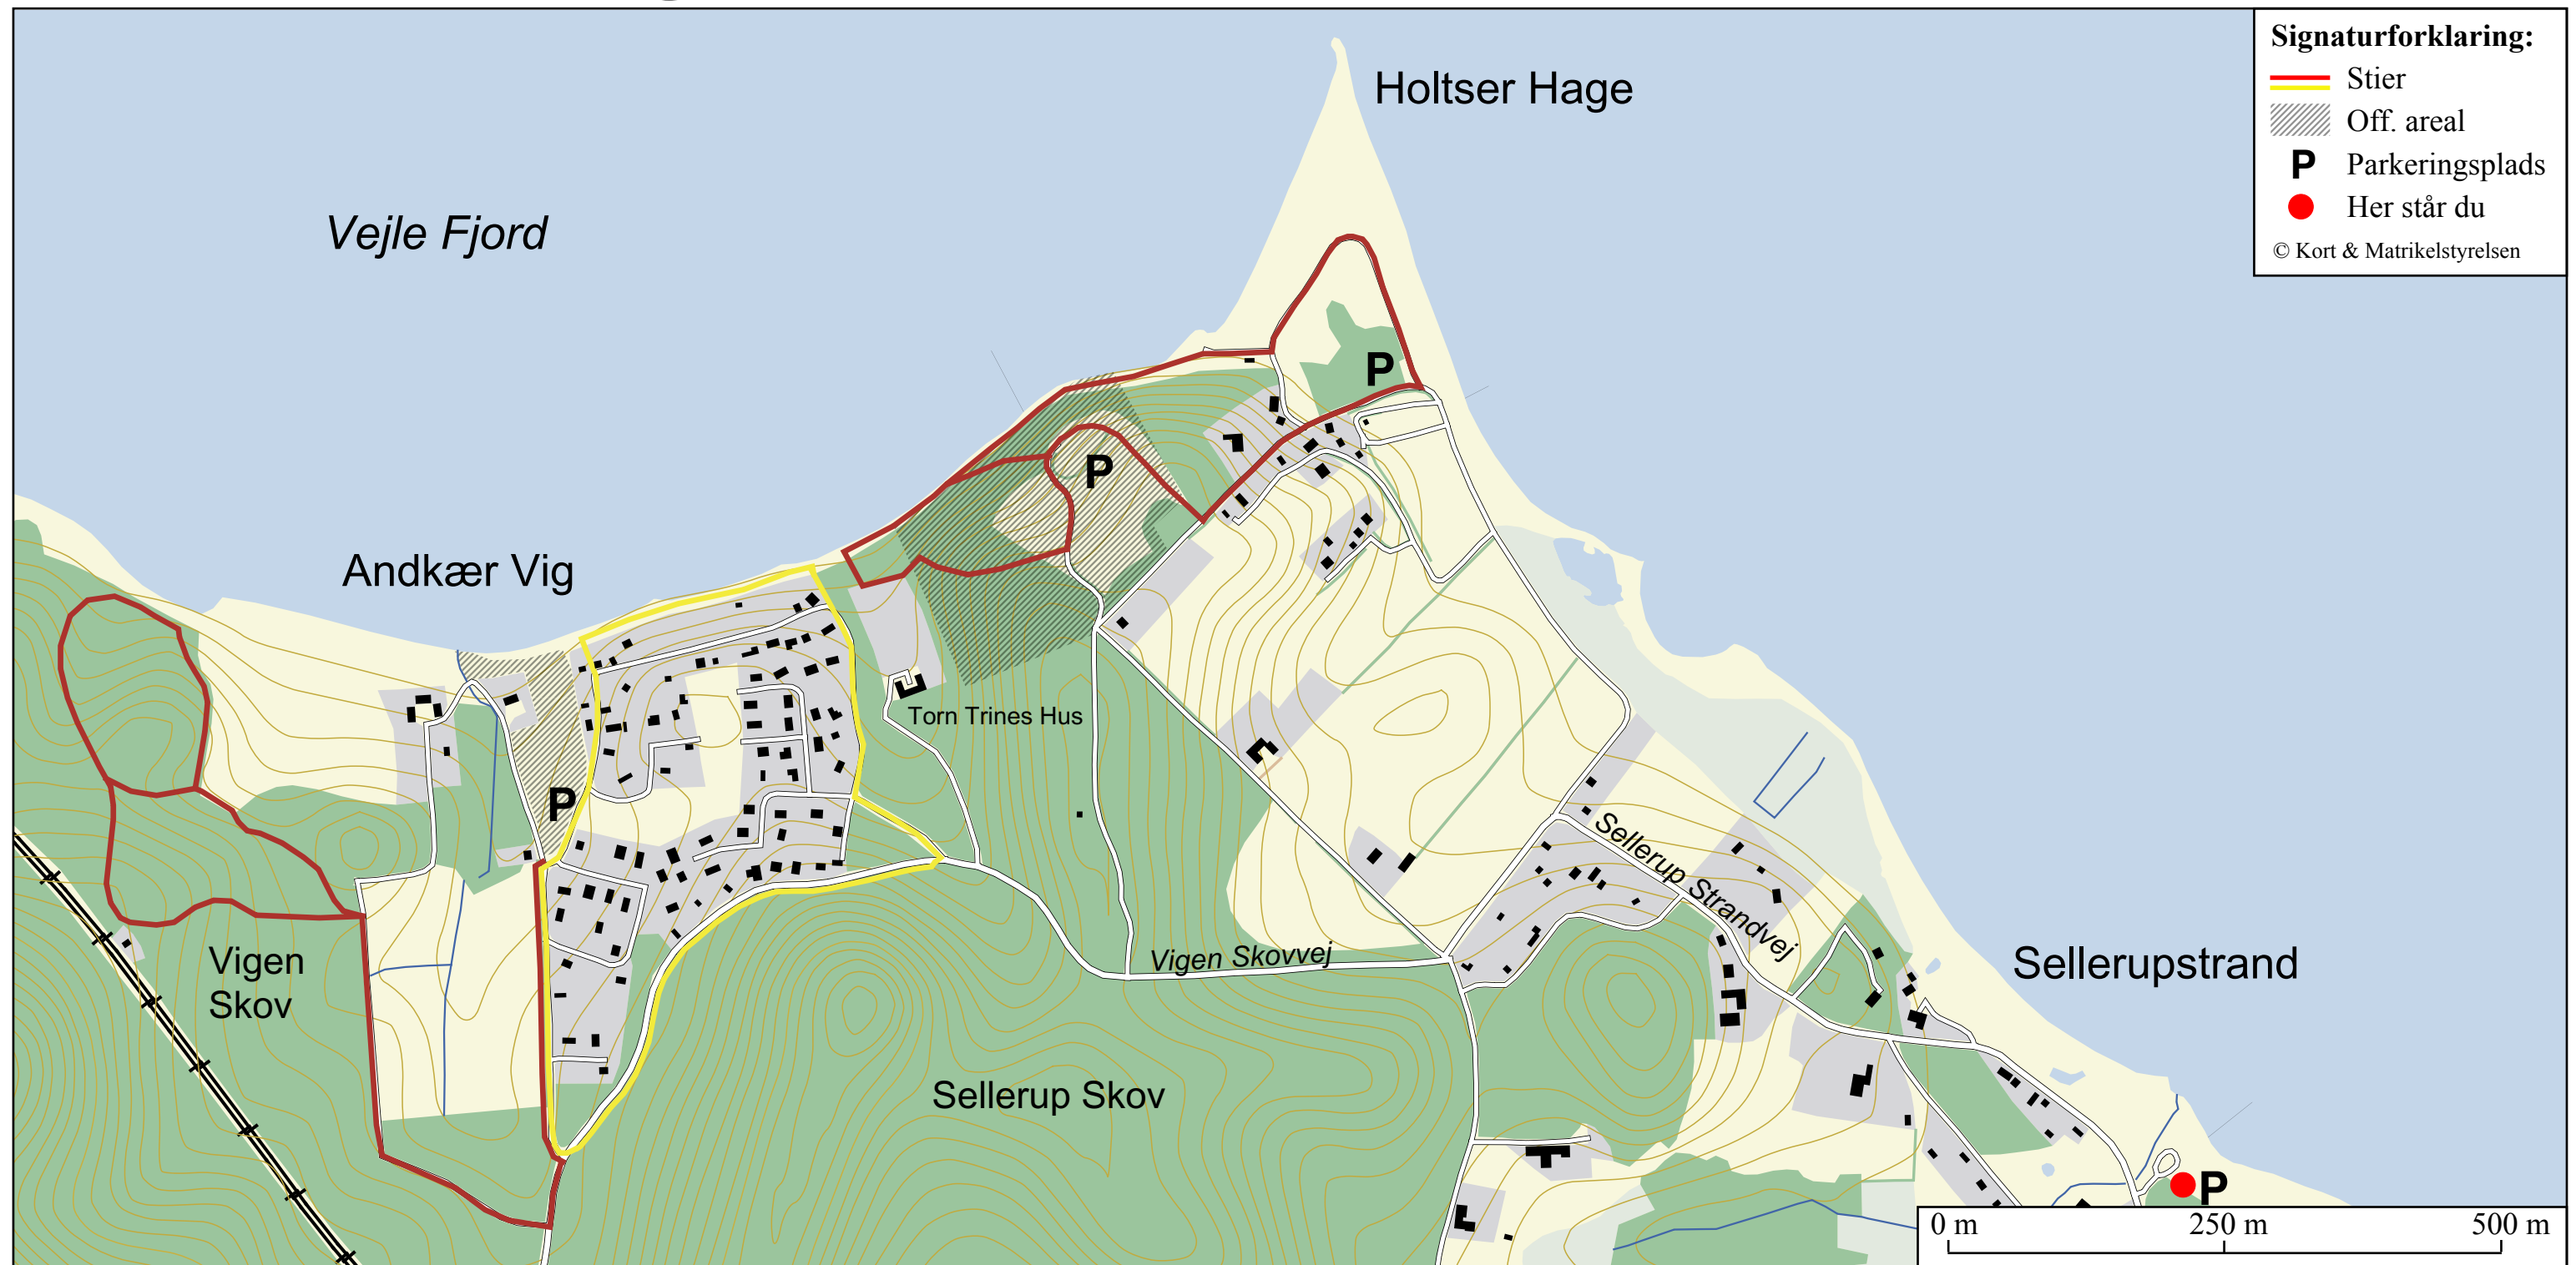 Holtser Hage
Signaturforklaring:
Stier
Off. areal
P Parkeringsplads
Her står du
© Kort & Matrikelstyrelsen
Vejle Fjord
P
P
Andkær Vig
Torn Trines Hus
P
Sellerup Strandvej
Vigen Skovvej
Vigen
Skov
Sellerupstrand
Sellerup Skov
P
0 m 250 m 500 m